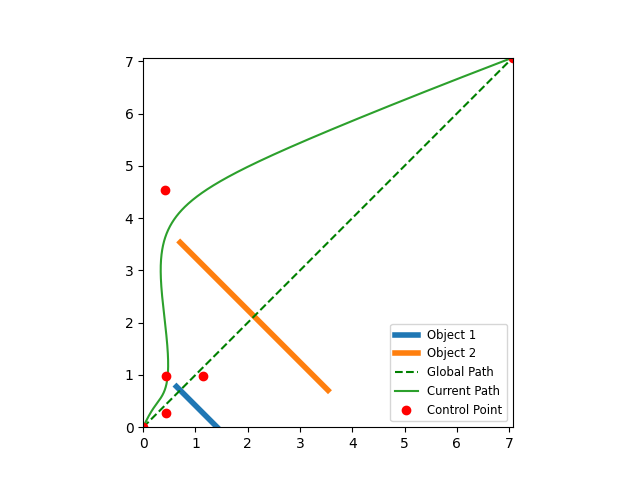 7
6
5
4
3
2
1
0
0 1 2 3 4 5 6 7
Object 1
Object 2
Global Path
Current Path
Control Point